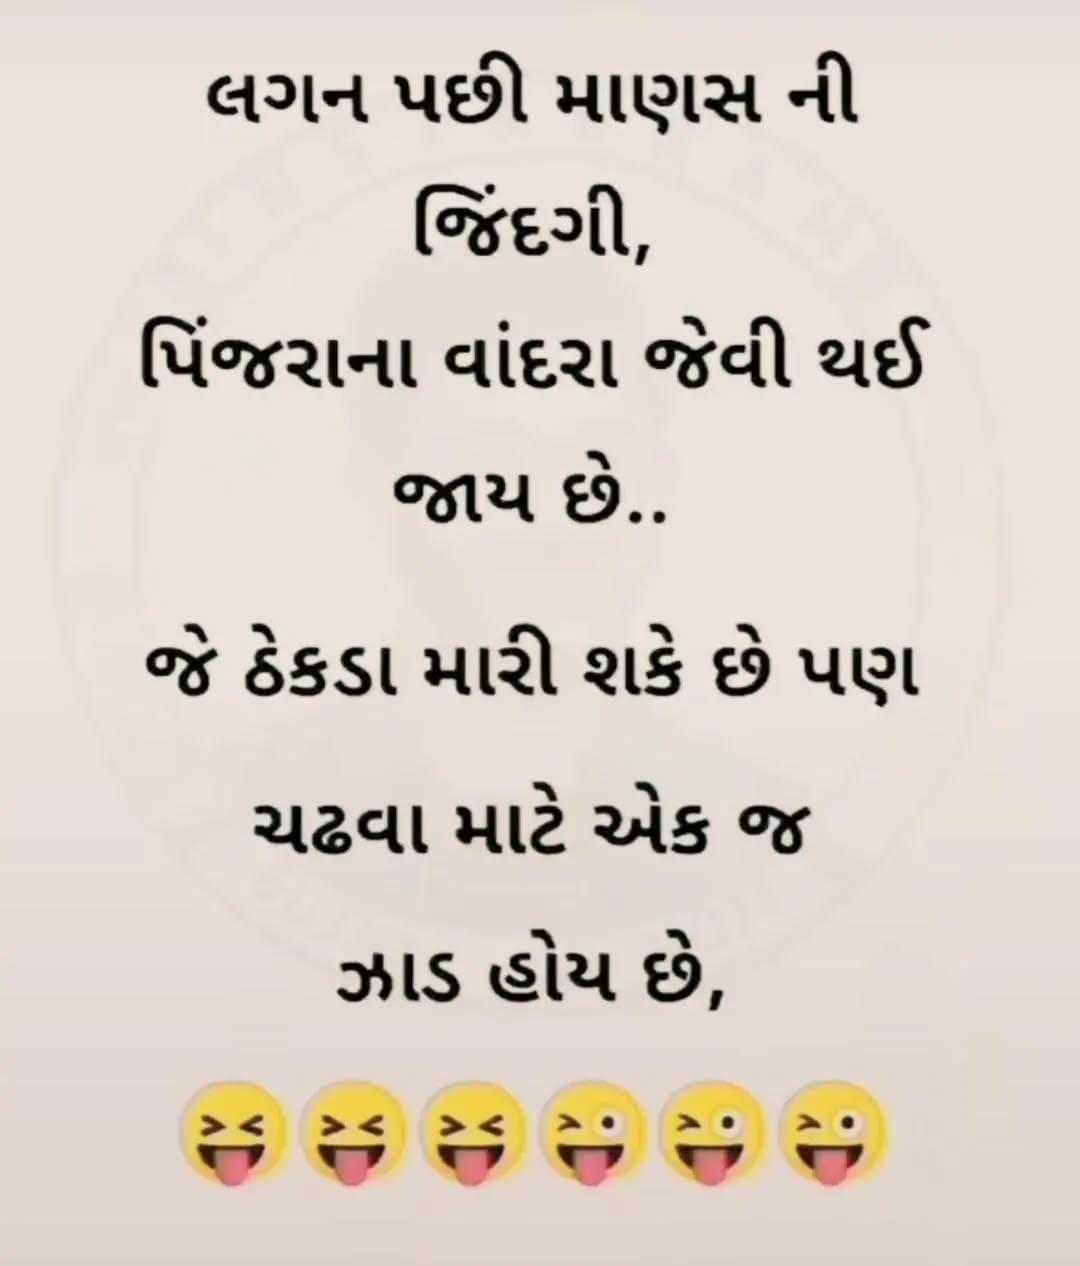 લગન પછી માણસ ની
જિંદગી,
પિંજરાના વાંદરા જેવી થઈ
જાય છે..
જે ઠેકડા મારી શકે છે પણ
ચઢવા માટે એક જ
ઝાડ હોય છે,
😝😝😝😜😜😜